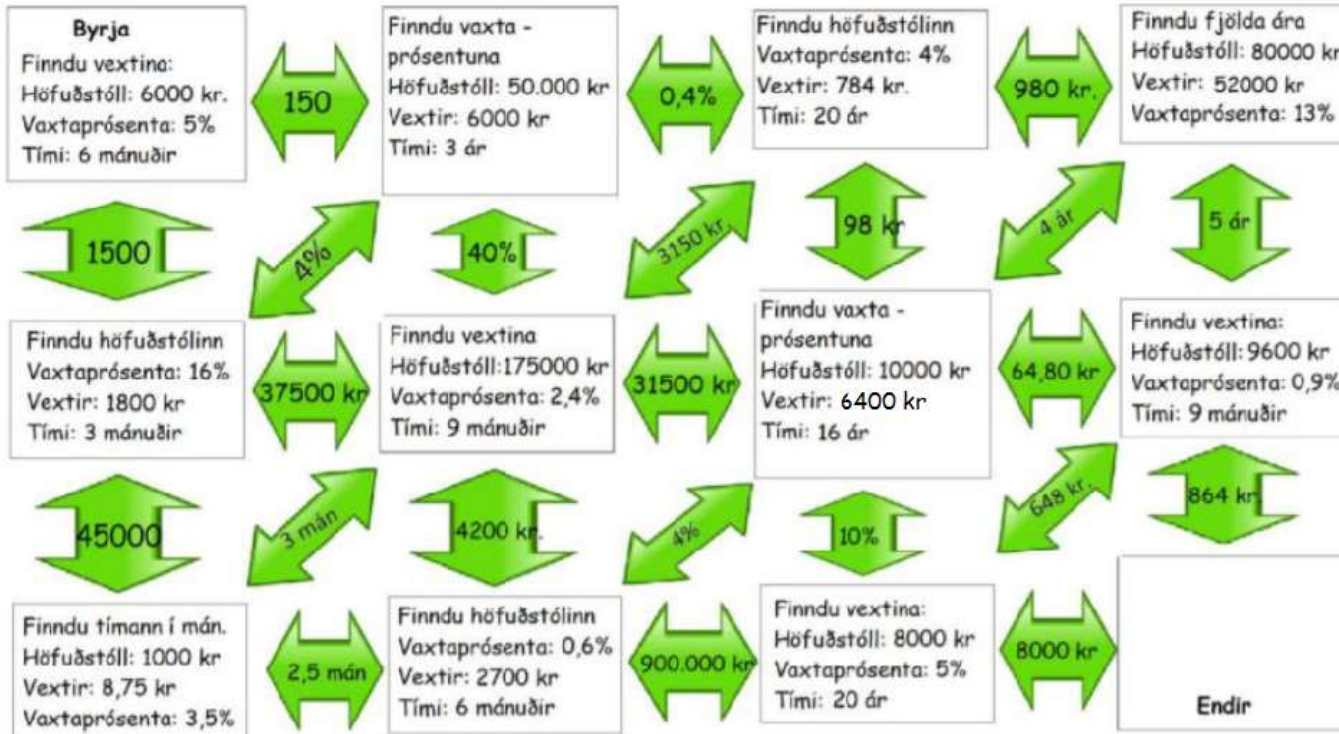 Byrja
Finndu vextina:
Höfuðstóll: 6000 kr.
Vaxtaprósenta: 5%
Tími: 6 mánuðir
150
Finndu vaxta -
prósentuna
Höfuðstóll: 50.000 kr
Vextir: 6000 kr
Tími: 3 ár
0,4%
Finndu höfuðstólinn
Vaxtaprósenta: 4%
Vextir: 784 kr.
Tími: 20 ár
980 kr.
Finndu fjölda ára
Höfuðstóll: 80000 kr
Vextir: 52000 kr
Vaxtaprósenta: 13%
1500
4%
40%
3150 kr.
98 kr
4 ár
5 ár
Finndu höfuðstólinn
Vaxtaprósenta: 16%
Vextir: 1800 kr
Tími: 3 mánuðir
37500 kr
Finndu vextina
Höfuðstóll:175000 kr
Vaxtaprósenta: 2,4%
Tími: 9 mánuðir
31500 kr
Finndu vaxta -
prósentuna
Höfuðstóll: 10000 kr
Vextir: 6400 kr
Tími: 16 ár
64,80 kr
Finndu vextina:
Höfuðstóll: 9600 kr
Vaxtaprósenta: 0,9%
Tími: 9 mánuðir
45000
3 mán
4200 kr.
4%
10%
648 kr.
864 kr.
Finndu tímann í mán.
Höfuðstóll: 1000 kr
Vextir: 8,75 kr
Vaxtaprósenta: 3,5%
2,5 mán
Finndu höfuðstólinn
Vaxtaprósenta: 0,6%
Vextir: 2700 kr
Tími: 6 mánuðir
900.000 kr
Finndu vextina:
Höfuðstóll: 8000 kr
Vaxtaprósenta: 5%
Tími: 20 ár
8000 kr
Endir